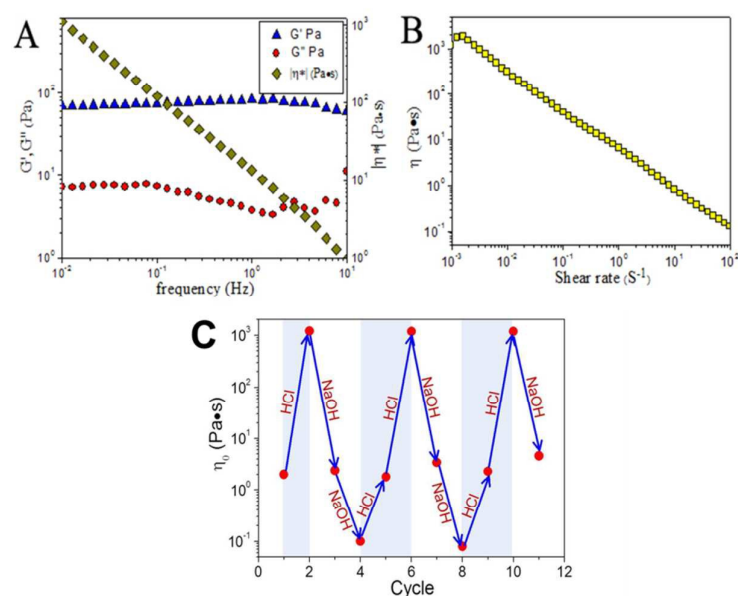 A
G' Pa
G" Pa
|η*| (Pa•s)
10³
10²
10¹
10⁰
G', G" (Pa)
10³
10²
10¹
10⁰
|η*| (Pa•s)
10⁻²
10⁻¹
10⁰
10¹
frequency (Hz)
B
10³
10²
10¹
10⁰
10⁻¹
η (Pa•s)
10⁻³
10⁻²
10⁻¹
10⁰
10¹
10²
Shear rate (S⁻¹)
C
10³
10²
10¹
10⁰
10⁻¹
η₀ (Pa•s)
HCl
NaOH
NaOH
HCl
HCl
NaOH
NaOH
HCl
HCl
NaOH
0 2 4 6 8 10 12
Cycle